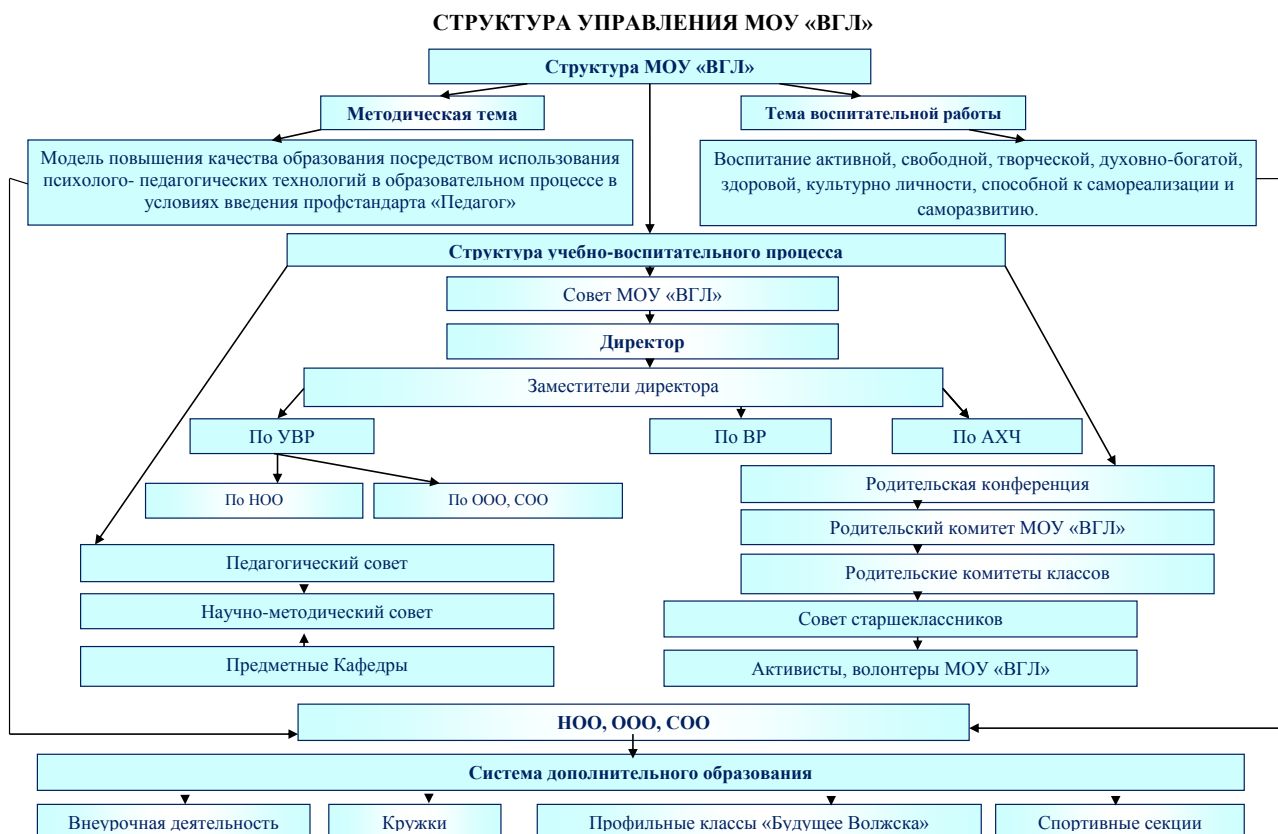 СТРУКТУРА УПРАВЛЕНИЯ МОУ «ВГЛ»
Структура МОУ «ВГЛ»
Методическая тема
Тема воспитательной работы
Модель повышения качества образования посредством использования
психолого- педагогических технологий в образовательном процессе в
условиях введения профстандарта «Педагог»
Воспитание активной, свободной, творческой, духовно-богатой,
здоровой, культурно личности, способной к самореализации и
саморазвитию.
Структура учебно-воспитательного процесса
Совет МОУ «ВГЛ»
Директор
Заместители директора
По УВР
По ВР
По АХЧ
По НОО
По ООО, СОО
Родительская конференция
Родительский комитет МОУ «ВГЛ»
Родительские комитеты классов
Совет старшеклассников
Активисты, волонтеры МОУ «ВГЛ»
Педагогический совет
Научно-методический совет
Предметные Кафедры
НОО, ООО, СОО
Система дополнительного образования
Внеурочная деятельность
Кружки
Профильные классы «Будущее Волжска»
Спортивные секции